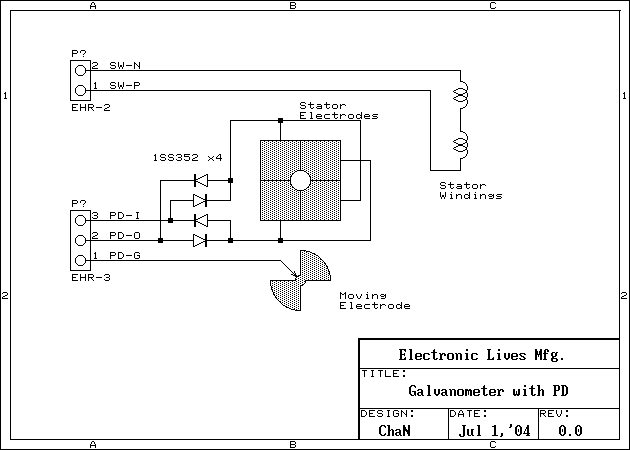 A B C
P?
2 SW-N
1 SW-P
EHR-2
1 1
Stator
Electrodes
1SS352 x4
Stator
Windings
P?
3 PD-I
2 PD-O
1 PD-G
EHR-3
2 2
Moving
Electrode
Electronic Lives Mfg.
TITLE:
Galvanometer with PD
DESIGN: DATE: REV:
ChaN Jul 1,'04 0.0
A B C